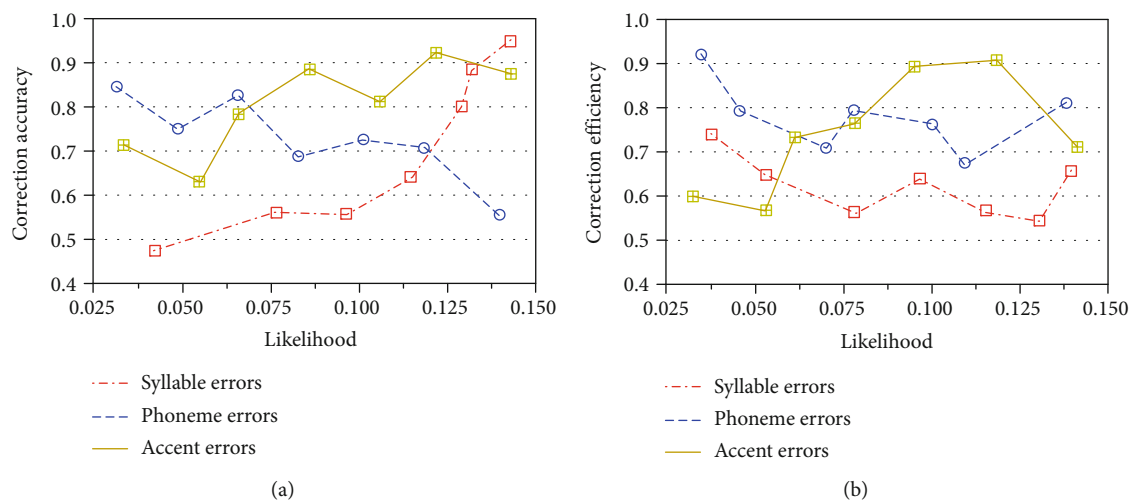 Correction accuracy
1.0
0.9
0.8
0.7
0.6
0.5
0.4
0.025 0.050 0.075 0.100 0.125 0.150
Likelihood
Syllable errors
Phoneme errors
Accent errors
(a)
Correction efficiency
1.0
0.9
0.8
0.7
0.6
0.5
0.4
0.025 0.050 0.075 0.100 0.125 0.150
Likelihood
Syllable errors
Phoneme errors
Accent errors
(b)